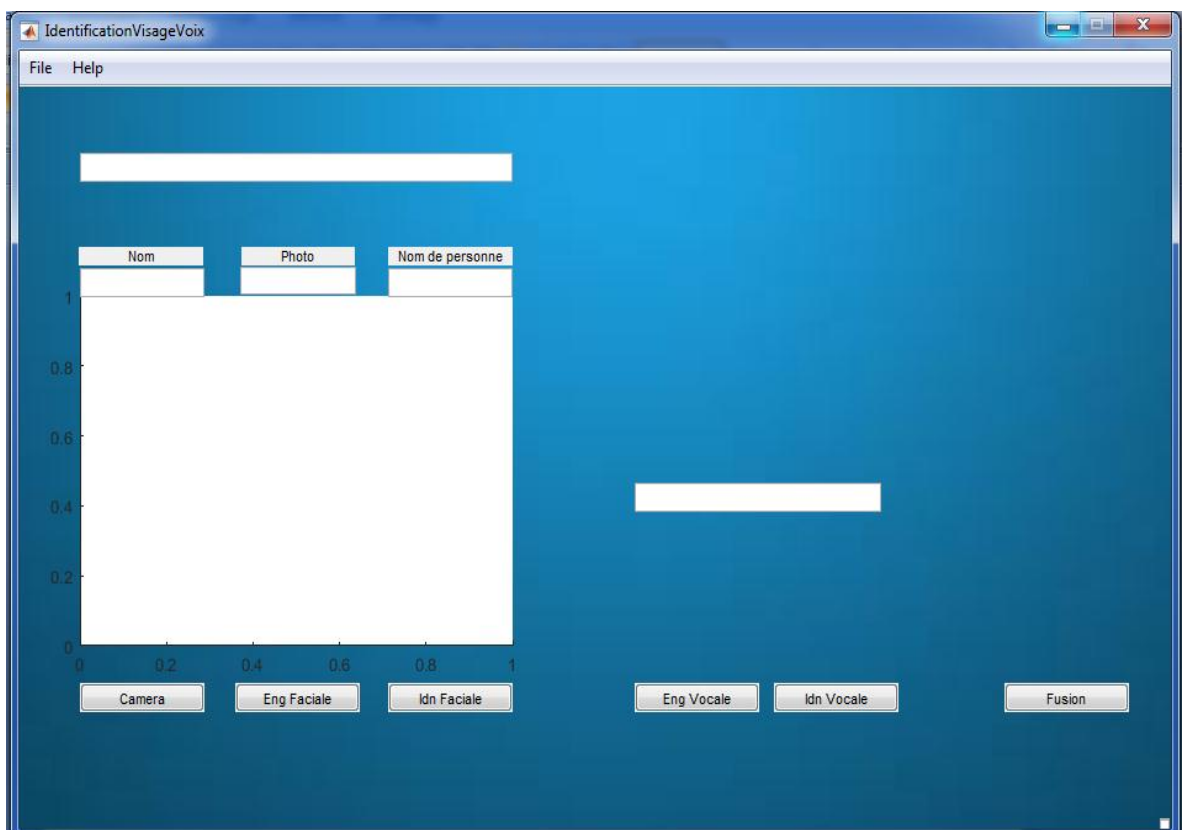 IdentificationVisageVoix
File Help
Nom Photo Nom de personne
1
0.8
0.6
0.4
0.2
0
0 0.2 0.4 0.6 0.8 1
Camera Eng Faciale Idn Faciale Eng Vocale Idn Vocale Fusion